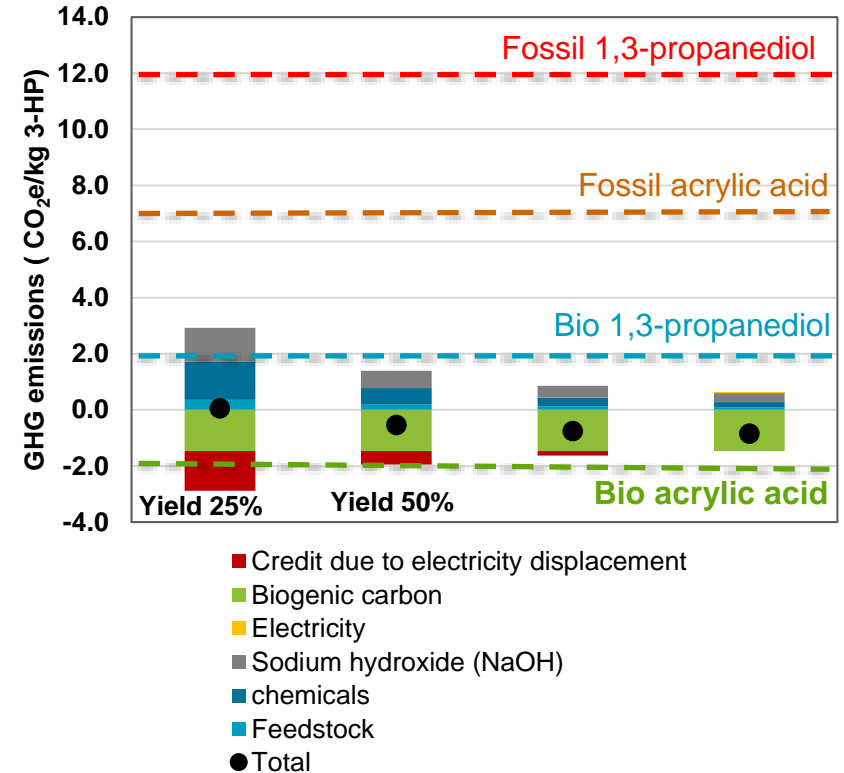 GHG emissions ( CO₂e/kg 3-HP)
14.0
12.0
10.0
8.0
6.0
4.0
2.0
0.0
-2.0
-4.0
Fossil 1,3-propanediol
Fossil acrylic acid
Bio 1,3-propanediol
Bio acrylic acid
Yield 25%
Yield 50%
Credit due to electricity displacement
Biogenic carbon
Electricity
Sodium hydroxide (NaOH)
chemicals
Feedstock
Total